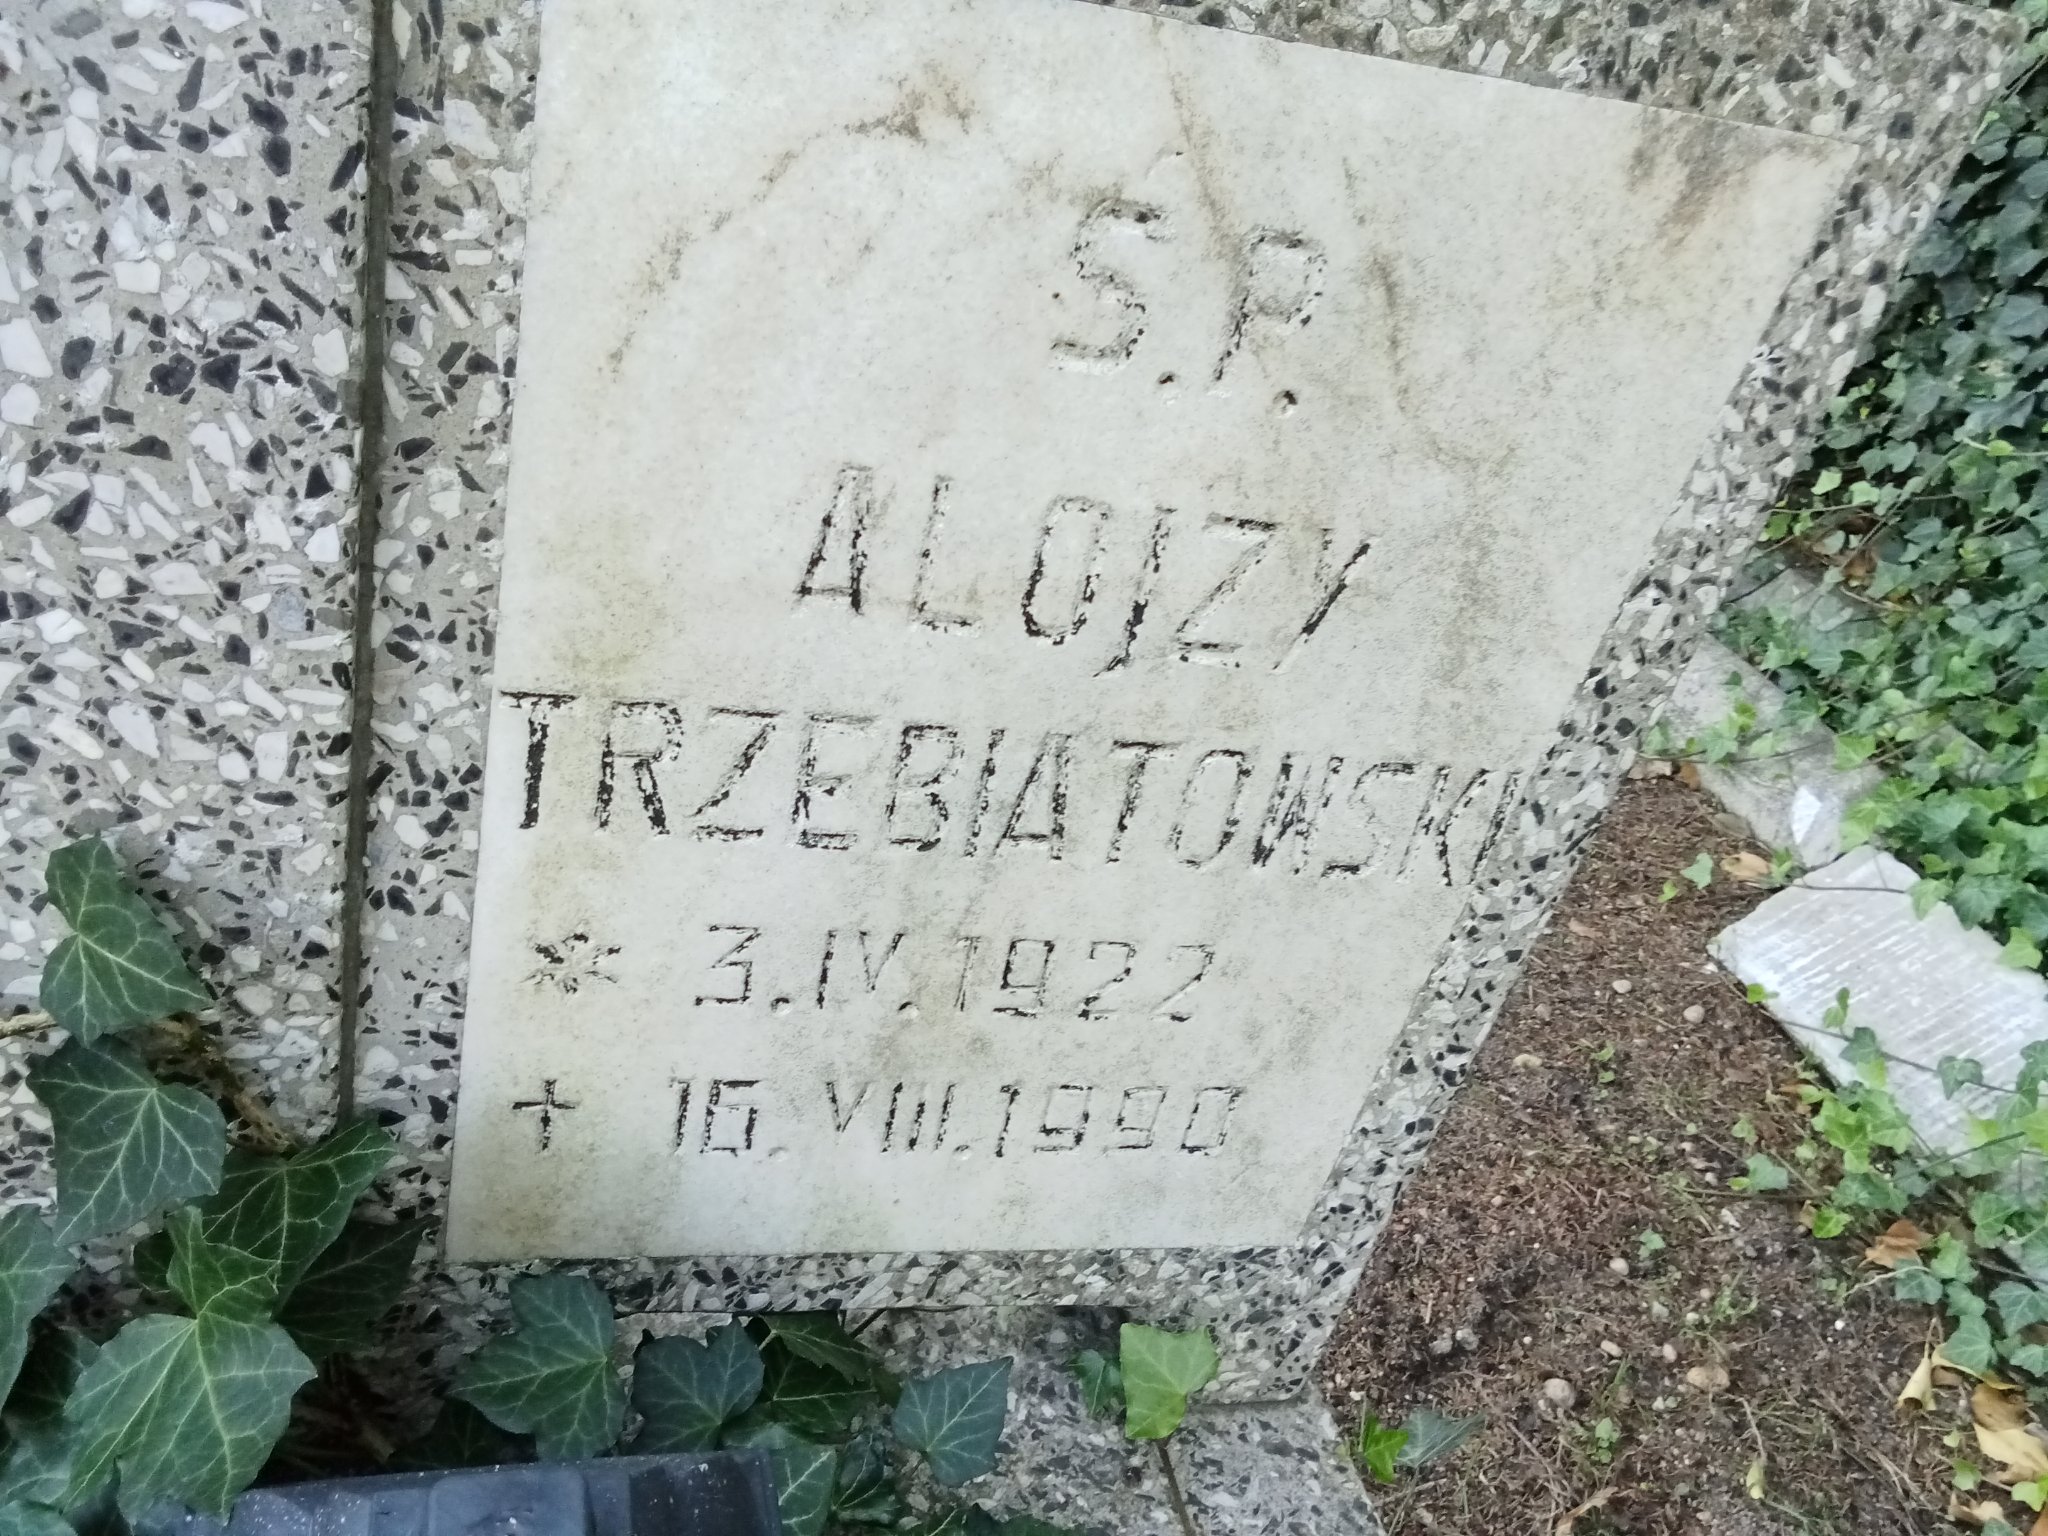 Ś.P.
ALOJZY
TRZEBIATOWSKI
* 3.IV.1922
+ 16.VIII.1990